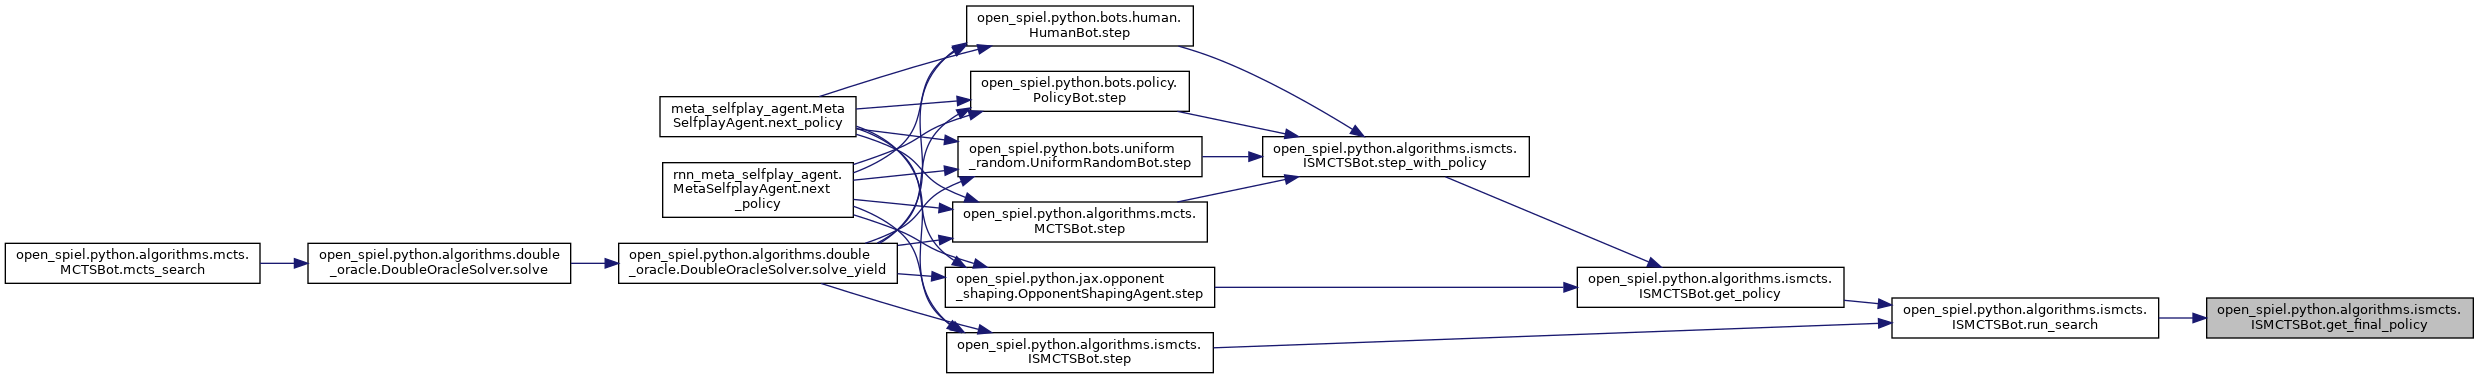 open_spiel.python.bots.human.
HumanBot.step
open_spiel.python.bots.policy.
PolicyBot.step
meta_selfplay_agent.Meta
SelfplayAgent.next_policy
open_spiel.python.bots.uniform
_random.UniformRandomBot.step
open_spiel.python.algorithms.ismcts.
ISMCTSBot.step_with_policy
rnn_meta_selfplay_agent.
MetaSelfplayAgent.next
_policy
open_spiel.python.algorithms.mcts.
MCTSBot.step
open_spiel.python.algorithms.mcts.
MCTSBot.mcts_search
open_spiel.python.algorithms.double
_oracle.DoubleOracleSolver.solve
open_spiel.python.algorithms.double
_oracle.DoubleOracleSolver.solve_yield
open_spiel.python.jax.opponent
_shaping.OpponentShapingAgent.step
open_spiel.python.algorithms.ismcts.
ISMCTSBot.get_policy
open_spiel.python.algorithms.ismcts.
ISMCTSBot.run_search
open_spiel.python.algorithms.ismcts.
ISMCTSBot.get_final_policy
open_spiel.python.algorithms.ismcts.
ISMCTSBot.step